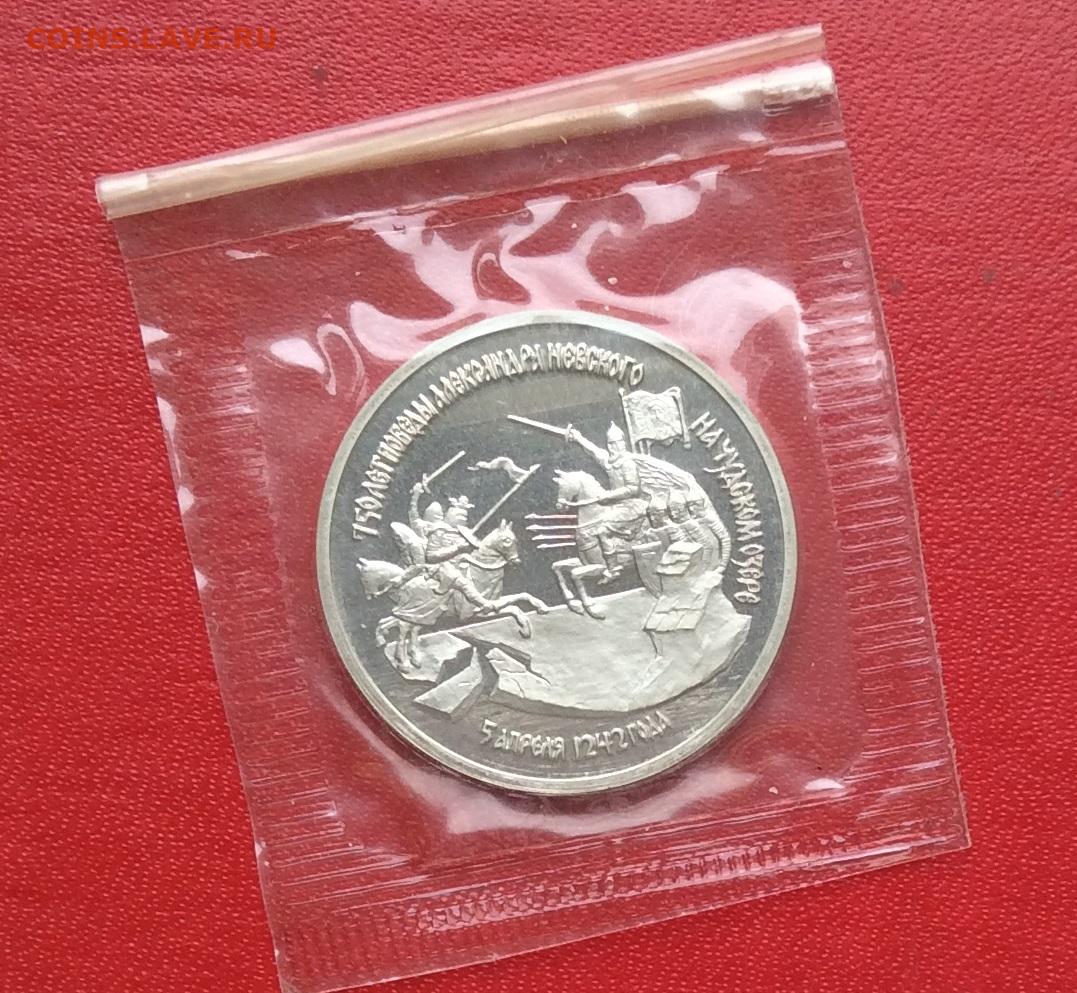 COINS.LAVE.RU
750 ЛЕТ ПОБЕДЫ АЛЕКСАНДРА НЕВСКОГО
НА ЧУДСКОМ ОЗЕРЕ
5 АПРЕЛЯ 1242 ГОДА